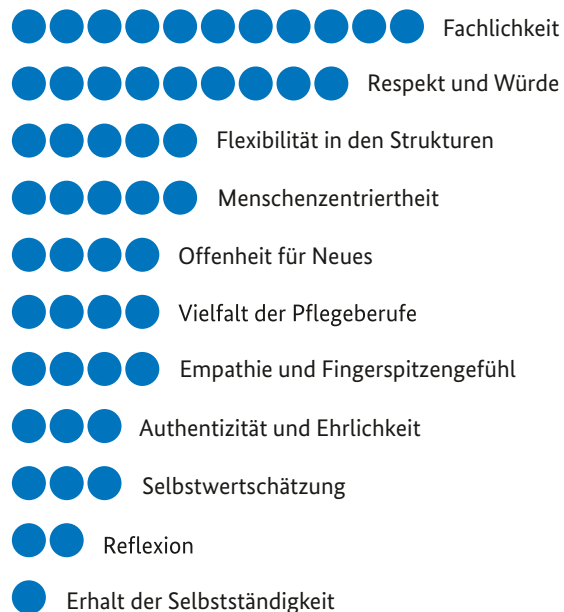 Fachlichkeit
Respekt und Würde
Flexibilität in den Strukturen
Menschenzentriertheit
Offenheit für Neues
Vielfalt der Pflegeberufe
Empathie und Fingerspitzengefühl
Authentizität und Ehrlichkeit
Selbstwertschätzung
Reflexion
Erhalt der Selbstständigkeit